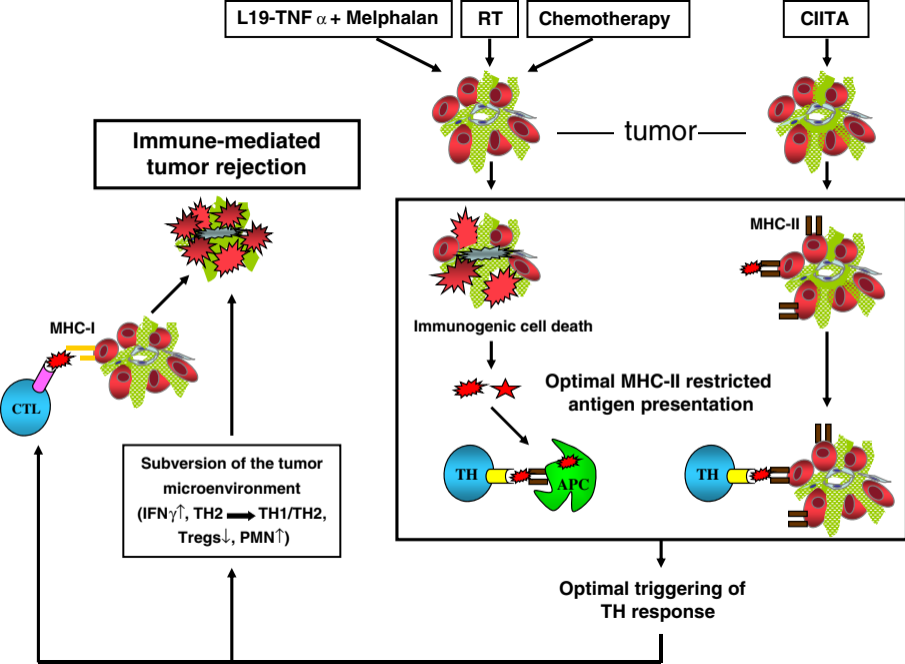 L19-TNF α + Melphalan
RT
Chemotherapy
CIITA
tumor
Immune-mediated
tumor rejection
MHC-II
MHC-I
Immunogenic cell death
Optimal MHC-II restricted
antigen presentation
CTL
TH
APC
TH
Subversion of the tumor
microenvironment
(IFNγ↑, TH2 → TH1/TH2,
Tregs↓, PMN↑)
Optimal triggering of
TH response